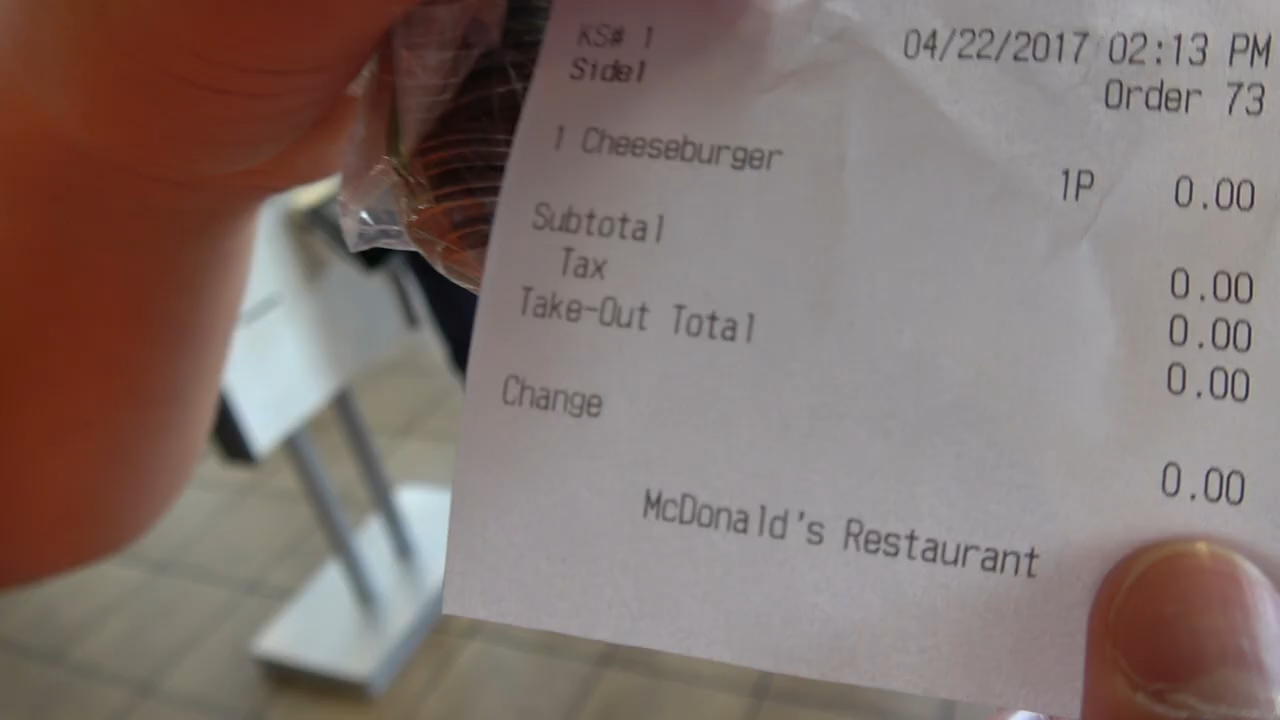 KS# 1 04/22/2017 02:13 PM
Side1 Order 73
1 Cheeseburger 1P 0.00
Subtotal 0.00
Tax 0.00
Take-Out Total 0.00
Change 0.00
McDonald's Restaurant